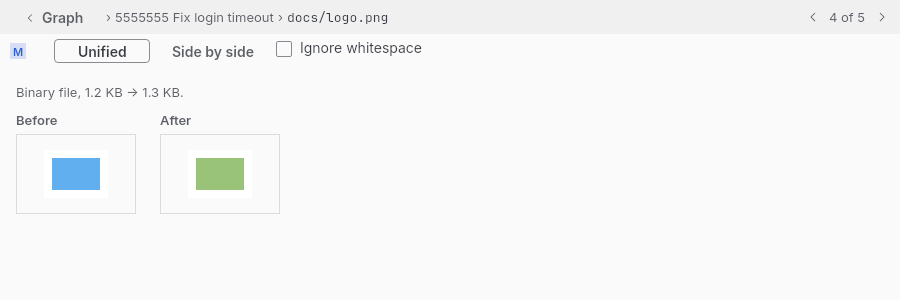 ‹ Graph › 5555555 Fix login timeout › docs/logo.png ‹ 4 of 5 ›
M Unified Side by side Ignore whitespace
Binary file, 1.2 KB → 1.3 KB.
Before After